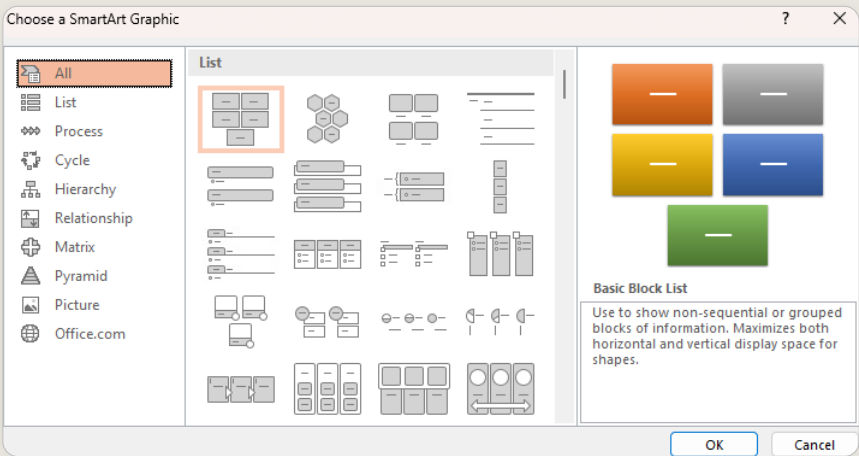 Choose a SmartArt Graphic
?
All
List
Process
Cycle
Hierarchy
Relationship
Matrix
Pyramid
Picture
Office.com
List
Basic Block List
Use to show non-sequential or grouped
blocks of information. Maximizes both
horizontal and vertical display space for
shapes.
OK
Cancel